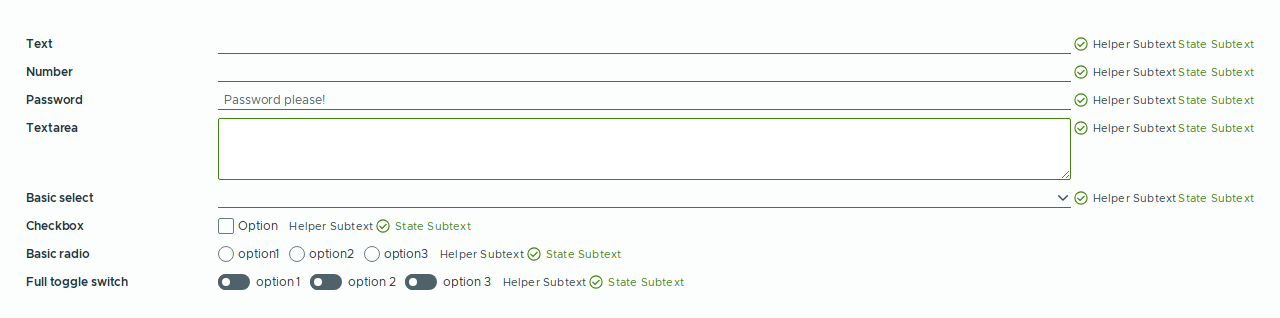 Text Helper Subtext State Subtext
Number Helper Subtext State Subtext
Password Password please! Helper Subtext State Subtext
Textarea Helper Subtext State Subtext
Basic select Helper Subtext State Subtext
Checkbox Option Helper Subtext State Subtext
Basic radio option1 option2 option3 Helper Subtext State Subtext
Full toggle switch option 1 option 2 option 3 Helper Subtext State Subtext